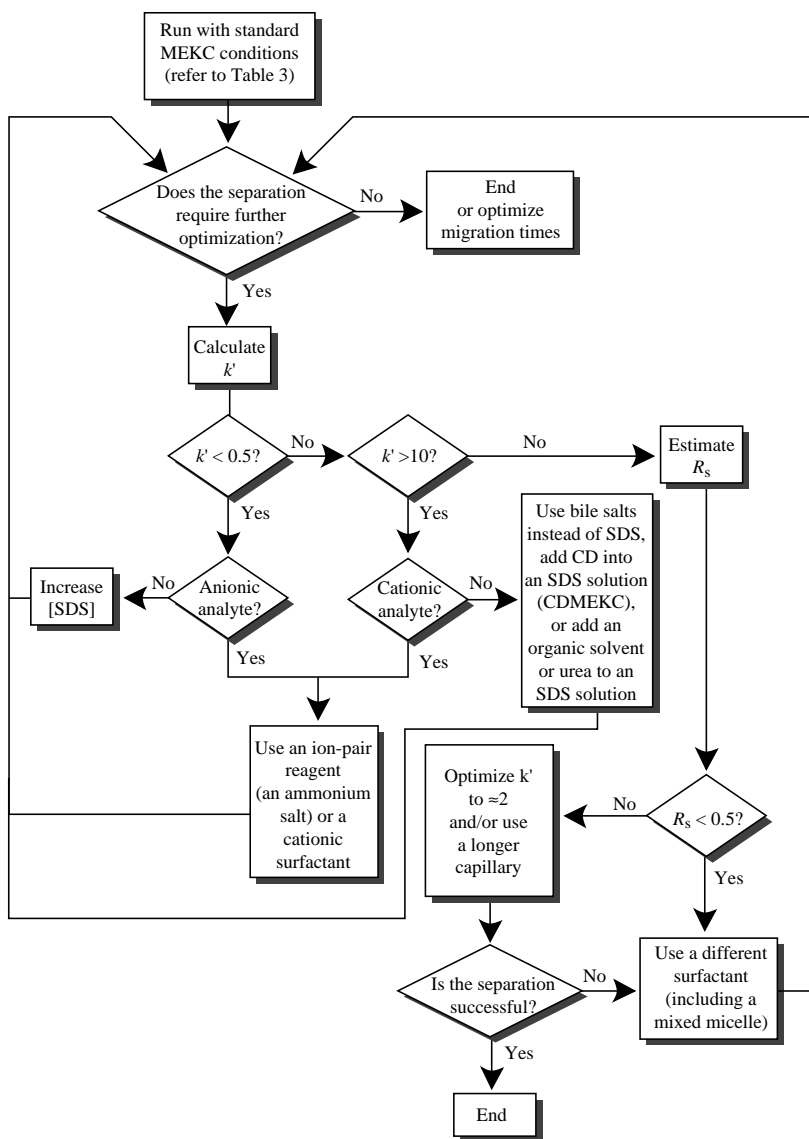 Run with standard
MEKC conditions
(refer to Table 3)
Does the separation
require further
optimization?
No
End
or optimize
migration times
Yes
Calculate
k'
k' < 0.5?
No
k' >10?
No
Estimate
Rs
Yes
Yes
Use bile salts
instead of SDS,
add CD into
an SDS solution
(CDMEKC),
or add an
organic solvent
or urea to an
SDS solution
Increase
[SDS]
No
Anionic
analyte?
Cationic
analyte?
No
Yes
Yes
Use an ion-pair
reagent
(an ammonium
salt) or a
cationic
surfactant
Optimize k'
to ≈2
and/or use
a longer
capillary
No
Rs < 0.5?
Yes
Is the separation
successful?
No
Use a different
surfactant
(including a
mixed micelle)
Yes
End